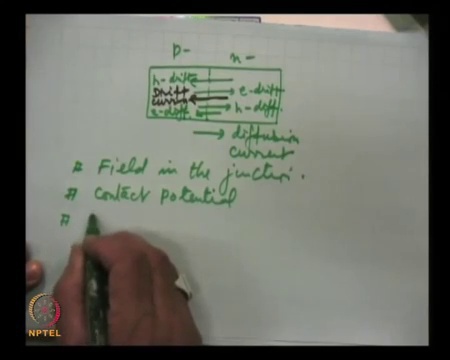 p- n-
h-drift
Drift e-drift
current h-diff.
e-diff
→ diffusion
current
# Field in the junction.
# Contact Potential
#
NPTEL